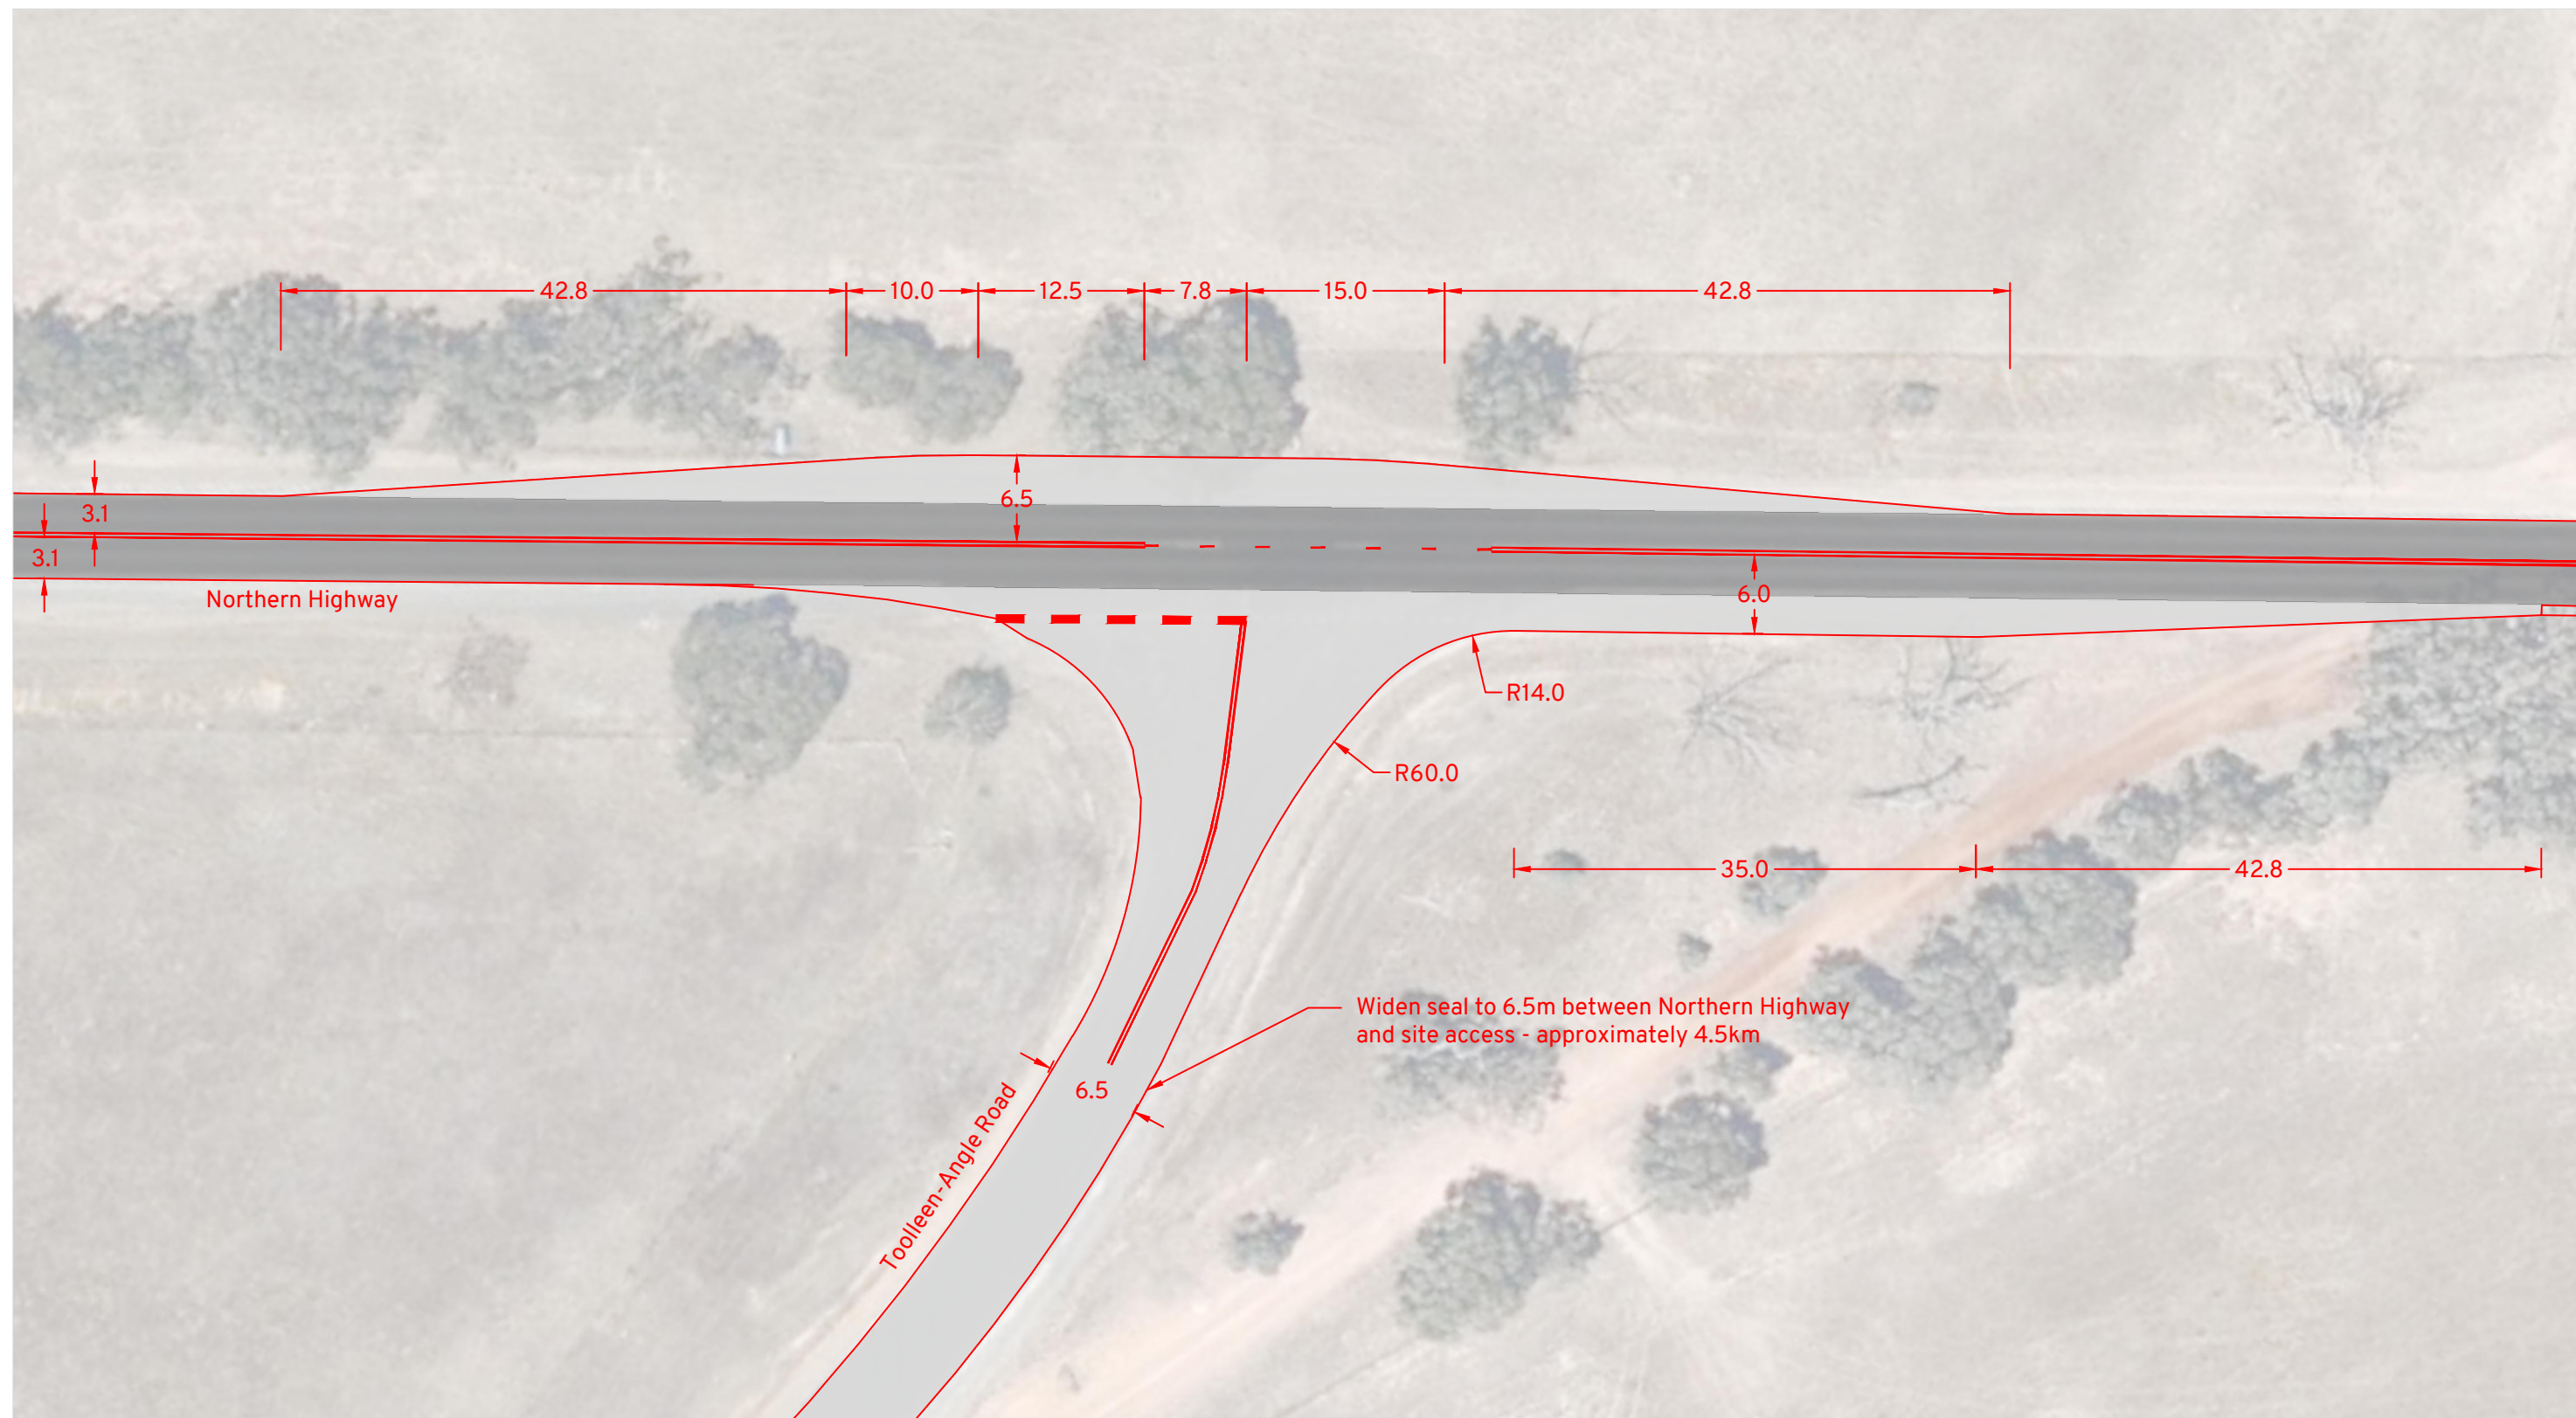 42.8
10.0
12.5
7.8
15.0
42.8
6.5
3.1
3.1
6.0
Northern Highway
R14.0
R60.0
35.0
42.8
Widen seal to 6.5m between Northern Highway
and site access - approximately 4.5km
6.5
Toolleen-Angle Road